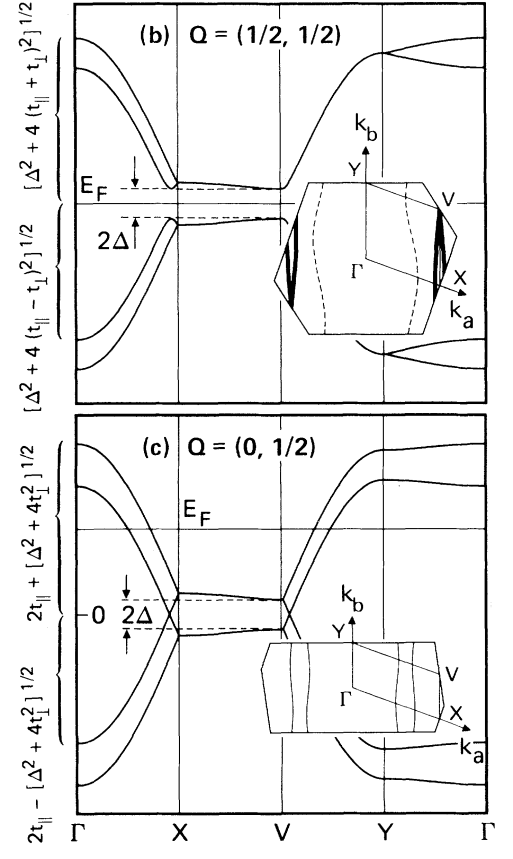 (b) Q = (1/2, 1/2)
[Δ² + 4 (t∥ + t⊥)²]^1/2
[Δ² + 4 (t∥ − t⊥)²]^1/2
E_F
2Δ
k_b
Y
V
Γ
X
k_a
(c) Q = (0, 1/2)
2t∥ + [Δ² + 4t⊥²]^1/2
2t∥ − [Δ² + 4t⊥²]^1/2
E_F
0
2Δ
k_b
Y
V
Γ
X
k_a
Γ X V Y Γ